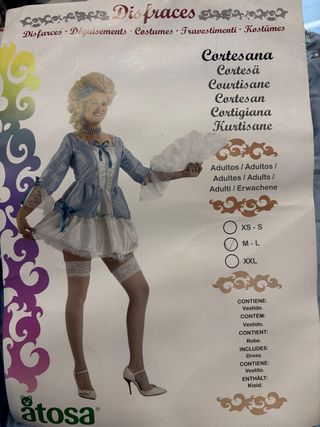 Disfraces
Disfarces · Déguisements · Costumes · Travestimenti · Kostümes
Cortesana
Cortesã
Courtisane
Cortesan
Cortigiana
Kurtisane
Adultos / Adultos /
Adultes / Adults /
Adulti / Erwachene
XS - S
M - L
XXL
CONTIENE:
Vestido.
CONTÉM:
Vestido.
CONTIENT:
Robe.
INCLUDES:
Dress.
CONTIENE:
Vestito.
ENTHÄLT:
Kleid.
atosa®